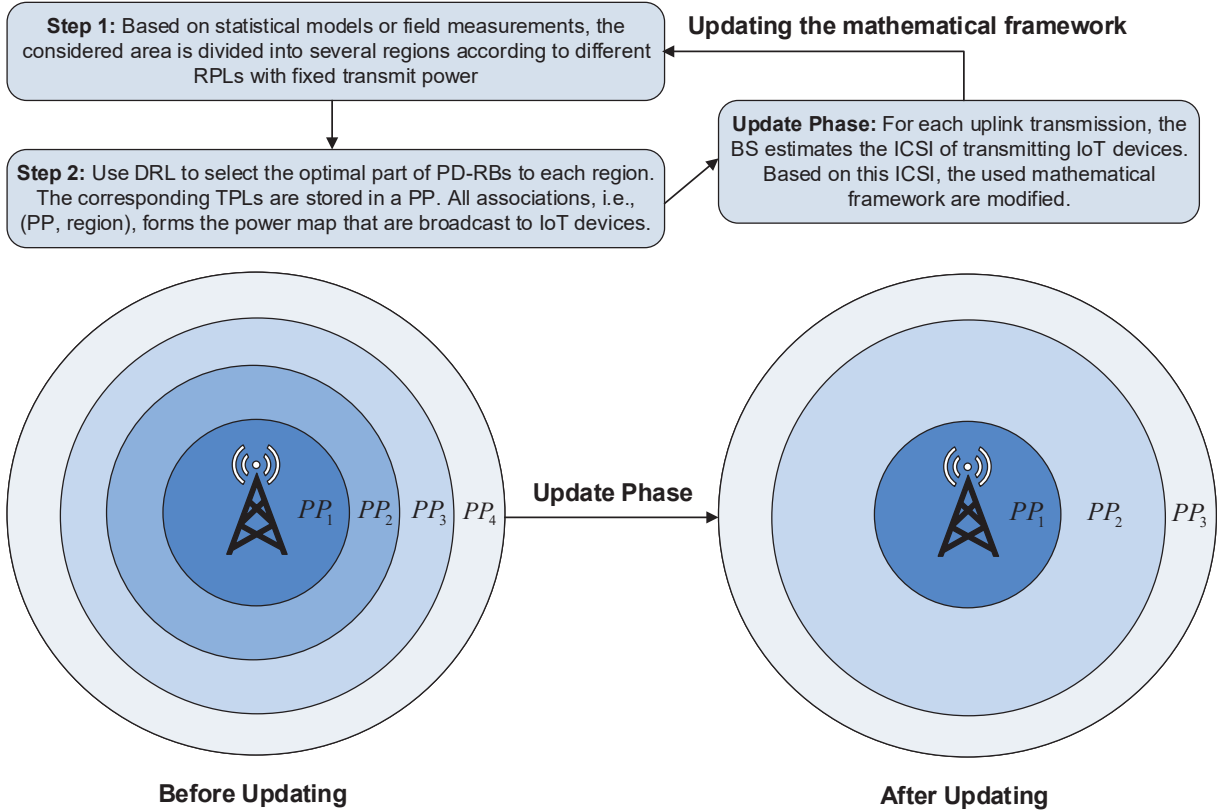 Step 1: Based on statistical models or field measurements, the
considered area is divided into several regions according to different
RPLs with fixed transmit power
Updating the mathematical framework
Update Phase: For each uplink transmission, the
BS estimates the ICSI of transmitting IoT devices.
Based on this ICSI, the used mathematical
framework are modified.
Step 2: Use DRL to select the optimal part of PD-RBs to each region.
The corresponding TPLs are stored in a PP. All associations, i.e.,
(PP, region), forms the power map that are broadcast to IoT devices.
PP₁ PP₂ PP₃ PP₄
Update Phase
PP₁ PP₂ PP₃
Before Updating
After Updating